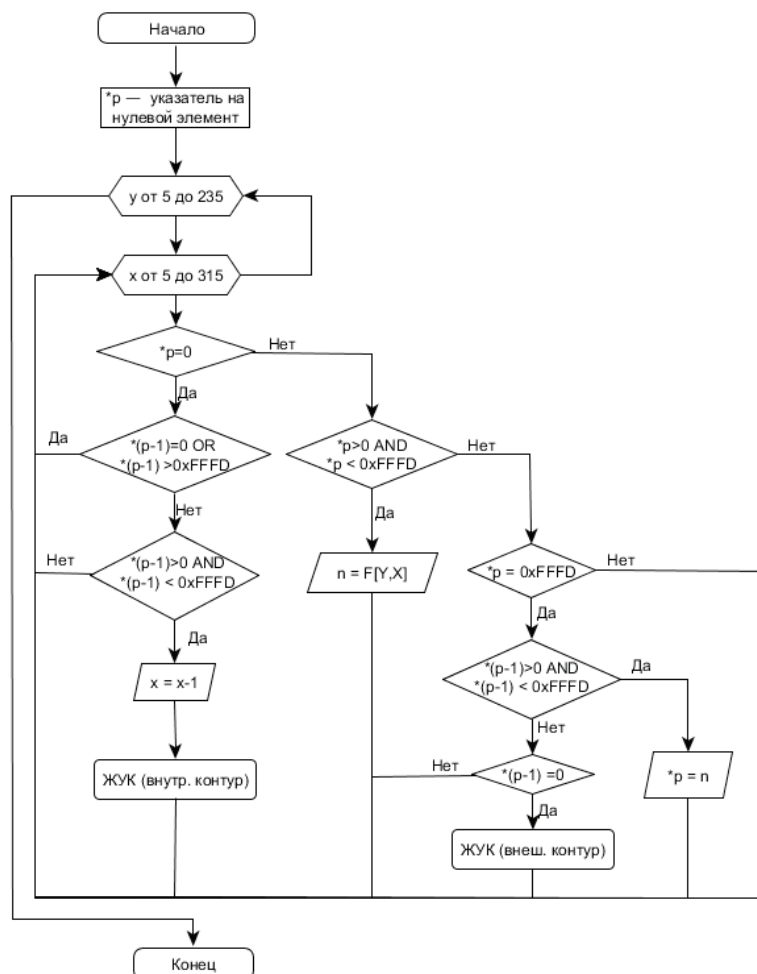 Начало
*p — указатель на
нулевой элемент
y от 5 до 235
x от 5 до 315
*p=0
Нет
Да
Да
*(p-1)=0 OR
*(p-1) >0xFFFD
*p>0 AND
*p < 0xFFFD
Нет
Нет
Да
Нет
*(p-1)>0 AND
*(p-1) < 0xFFFD
n = F[Y,X]
*p = 0xFFFD
Нет
Да
Да
x = x-1
*(p-1)>0 AND
*(p-1) < 0xFFFD
Да
Нет
ЖУК (внутр. контур)
Нет
*(p-1) =0
*p = n
Да
ЖУК (внеш. контур)
Конец